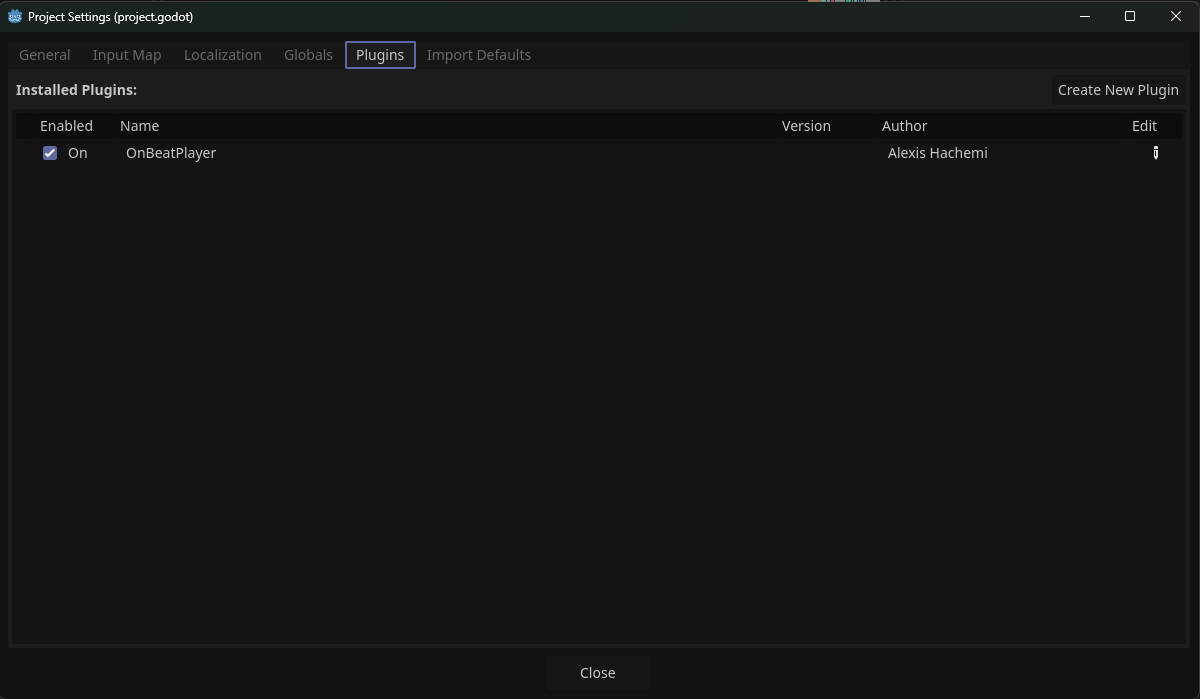 Project Settings (project.godot)
General Input Map Localization Globals Plugins Import Defaults
Installed Plugins: Create New Plugin
Enabled Name Version Author Edit
On OnBeatPlayer Alexis Hachemi
Close